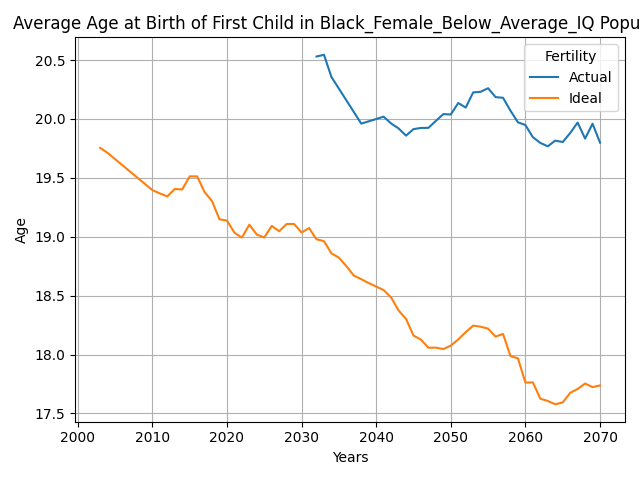 Average Age at Birth of First Child in Black_Female_Below_Average_IQ Popu
20.5
20.0
19.5
19.0
18.5
18.0
17.5
Age
Fertility
Actual
Ideal
2000 2010 2020 2030 2040 2050 2060 2070
Years